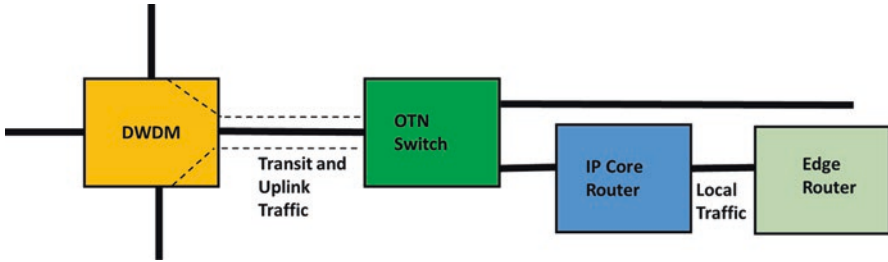 DWDM
Transit and
Uplink
Traffic
OTN
Switch
IP Core
Router
Local
Traffic
Edge
Router